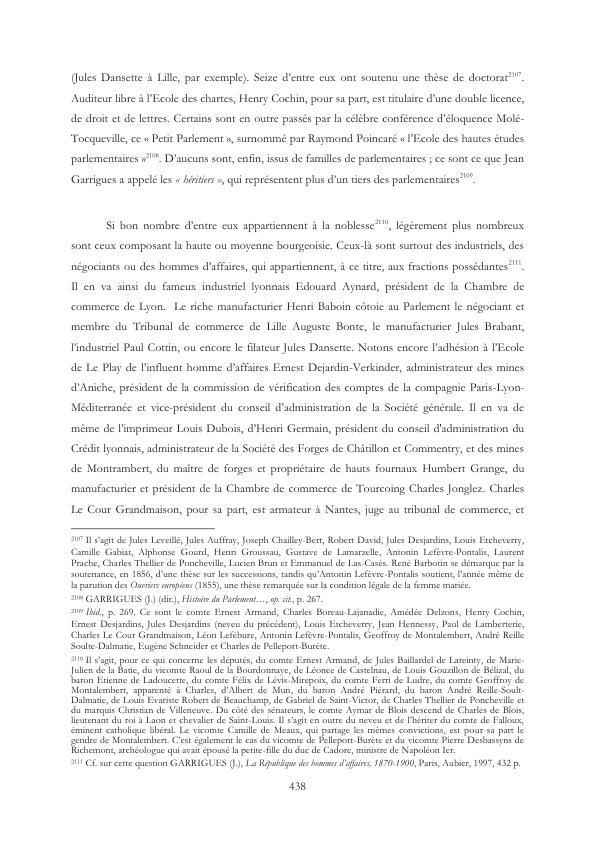 (Jules Dansette à Lille, par exemple). Seize d'entre eux ont soutenu une thèse de doctorat2107.
Auditeur libre à l'Ecole des chartes, Henry Cochin, pour sa part, est titulaire d'une double licence,
de droit et de lettres. Certains sont en outre passés par la célèbre conférence d'éloquence Molé-
Tocqueville, ce « Petit Parlement », surnommé par Raymond Poincaré « l'Ecole des hautes études
parlementaires »2108. D'aucuns sont, enfin, issus de familles de parlementaires ; ce sont ce que Jean
Garrigues a appelé les « héritiers », qui représentent plus d'un tiers des parlementaires2109.
Si bon nombre d'entre eux appartiennent à la noblesse2110, légèrement plus nombreux
sont ceux composant la haute ou moyenne bourgeoisie. Ceux-là sont surtout des industriels, des
négociants ou des hommes d'affaires, qui appartiennent, à ce titre, aux fractions possédantes2111.
Il en va ainsi du fameux industriel lyonnais Edouard Aynard, président de la Chambre de
commerce de Lyon. Le riche manufacturier Henri Baboin côtoie au Parlement le négociant et
membre du Tribunal de commerce de Lille Auguste Bonte, le manufacturier Jules Brabant,
l'industriel Paul Cottin, ou encore le filateur Jules Dansette. Notons encore l'adhésion à l'Ecole
de Le Play de l'influent homme d'affaires Ernest Dejardin-Verkinder, administrateur des mines
d'Aniche, président de la commission de vérification des comptes de la compagnie Paris-Lyon-
Méditerranée et vice-président du conseil d'administration de la Société générale. Il en va de
même de l'imprimeur Louis Dubois, d'Henri Germain, président du conseil d'administration du
Crédit lyonnais, administrateur de la Société des Forges de Châtillon et Commentry, et des mines
de Montrambert, du maître de forges et propriétaire de hauts fournaux Humbert Grange, du
manufacturier et président de la Chambre de commerce de Tourcoing Charles Jonglez. Charles
Le Cour Grandmaison, pour sa part, est armateur à Nantes, juge au tribunal de commerce, et
2107 Il s'agit de Jules Leveillé, Jules Auffray, Joseph Chailley-Bert, Robert David, Jules Desjardins, Louis Etcheverry,
Camille Gabiat, Alphonse Gourd, Henri Groussau, Gustave de Lamarzelle, Antonin Lefèvre-Pontalis, Laurent
Prache, Charles Thellier de Poncheville, Lucien Brun et Emmanuel de Las-Casès. René Barbotin se démarque par la
soutenance, en 1856, d'une thèse sur les successions, tandis qu'Antonin Lefèvre-Pontalis soutient, l'année même de
la parution des Ouvriers européens (1855), une thèse remarquée sur la condition légale de la femme mariée.
2108 GARRIGUES (J.) (dir.), Histoire du Parlement…, op. cit., p. 267.
2109 Ibid., p. 269. Ce sont le comte Ernest Armand, Charles Boreau-Lajanadie, Amédée Delzons, Henry Cochin,
Ernest Desjardins, Jules Desjardins (neveu du précédent), Louis Etcheverry, Jean Hennessy, Paul de Lamberterie,
Charles Le Cour Grandmaison, Léon Lefébure, Antonin Lefèvre-Pontalis, Geoffroy de Montalembert, André Reille
Soulte-Dalmatie, Eugène Schneider et Charles de Pelleport-Burète.
2110 Il s'agit, pour ce qui concerne les députés, du comte Ernest Armand, de Jules Baillardel de Lareinty, de Marie-
Julien de la Batie, du vicomte Raoul de la Bourdonnaye, de Léonce de Castelnau, de Louis Gouzillon de Bélizal, du
baron Etienne de Ladoucette, du comte Félix de Lévis-Mirepoix, du comte Ferri de Ludre, du comte Geoffroy de
Montalembert, apparenté à Charles, d'Albert de Mun, du baron André Piérard, du baron André Reille-Soult-
Dalmatie, de Louis Evariste Robert de Beauchamp, de Gabriel de Saint-Victor, de Charles Thellier de Poncheville et
du marquis Christian de Villeneuve. Du côté des sénateurs, le comte Aymar de Blois descend de Charles de Blois,
lieutenant du roi à Laon et chevalier de Saint-Louis. Il s'agit en outre du neveu et de l'héritier du comte de Falloux,
éminent catholique libéral. Le vicomte Camille de Meaux, qui partage les mêmes convictions, est pour-sa part le
gendre de Montalembert. C'est également le cas du vicomte de Pelleport-Burète et du vicomte Pierre Desbassyns de
Richemont, archéologue qui avait épousé la petite-fille du duc de Cadore, ministre de Napoléon Ier.
2111 Cf. sur cette question GARRIGUES (J.), La République des hommes d'affaires, 1870-1900, Paris, Aubier, 1997, 432 p.
438